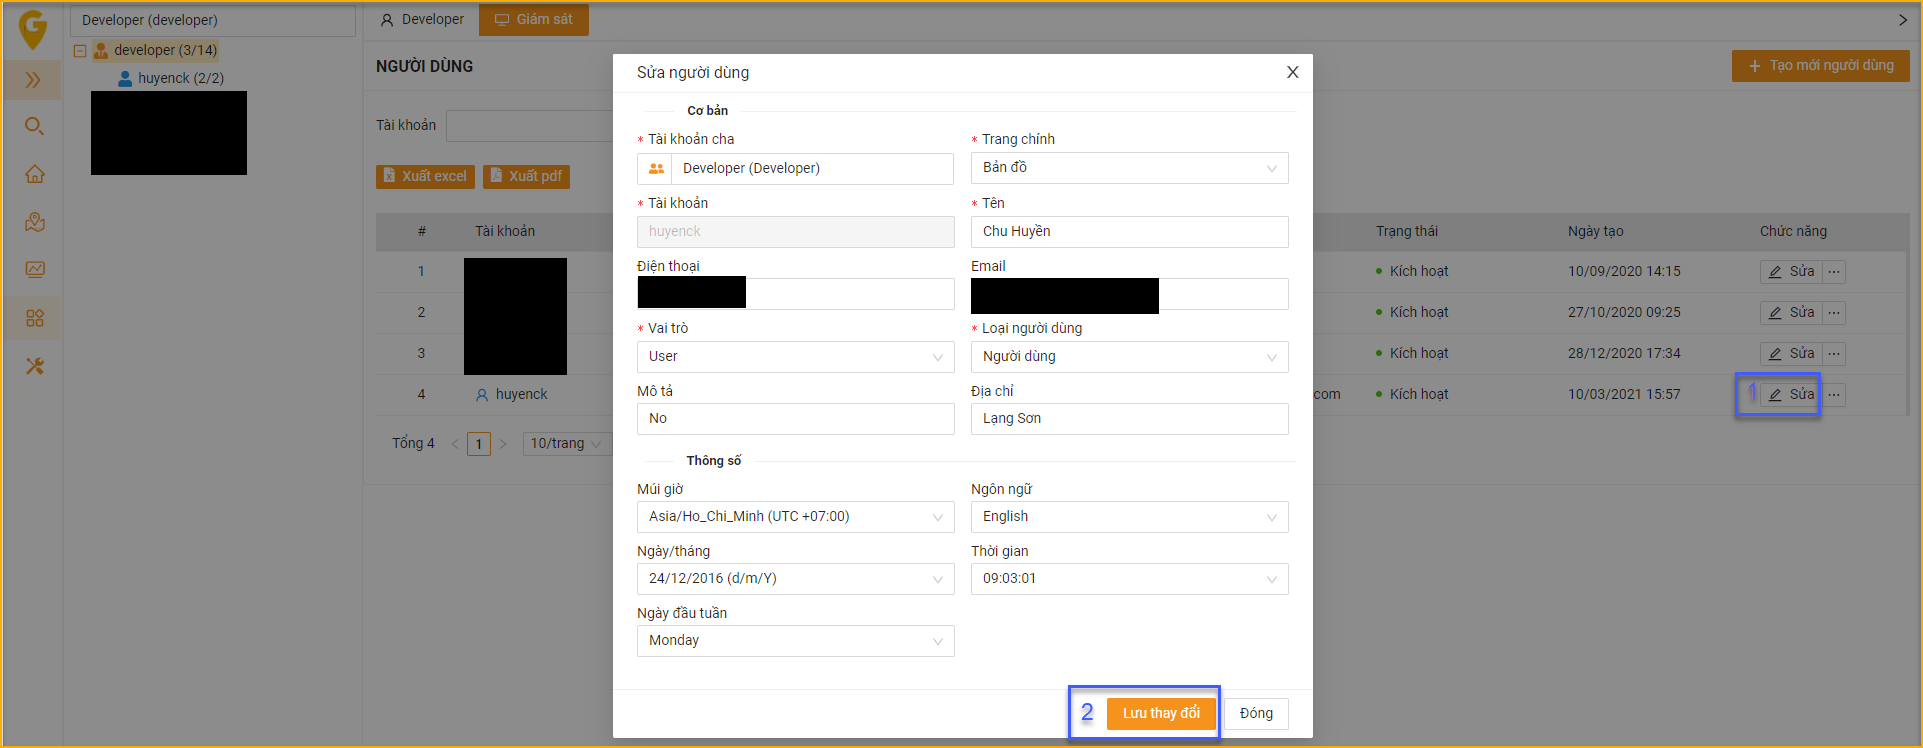 G
Developer (developer)
developer (3/14)
huyenck (2/2)
Developer
Giám sát
NGƯỜI DÙNG
Tạo mới người dùng
Tài khoản
Xuất excel
Xuất pdf
# Tài khoản Trạng thái Ngày tạo Chức năng
1 Kích hoạt 10/09/2020 14:15 Sửa
2 Kích hoạt 27/10/2020 09:25 Sửa
3 Kích hoạt 28/12/2020 17:34 Sửa
4 huyenck com Kích hoạt 10/03/2021 15:57 1 Sửa
Tổng 4 < 1 > 10/trang
Sửa người dùng
Cơ bản
* Tài khoản cha * Trang chính
Developer (Developer) Bản đồ
* Tài khoản * Tên
huyenck Chu Huyền
Điện thoại Email
* Vai trò * Loại người dùng
User Người dùng
Mô tả Địa chỉ
No Lạng Sơn
Thông số
Múi giờ Ngôn ngữ
Asia/Ho_Chi_Minh (UTC +07:00) English
Ngày/tháng Thời gian
24/12/2016 (d/m/Y) 09:03:01
Ngày đầu tuần
Monday
2 Lưu thay đổi Đóng